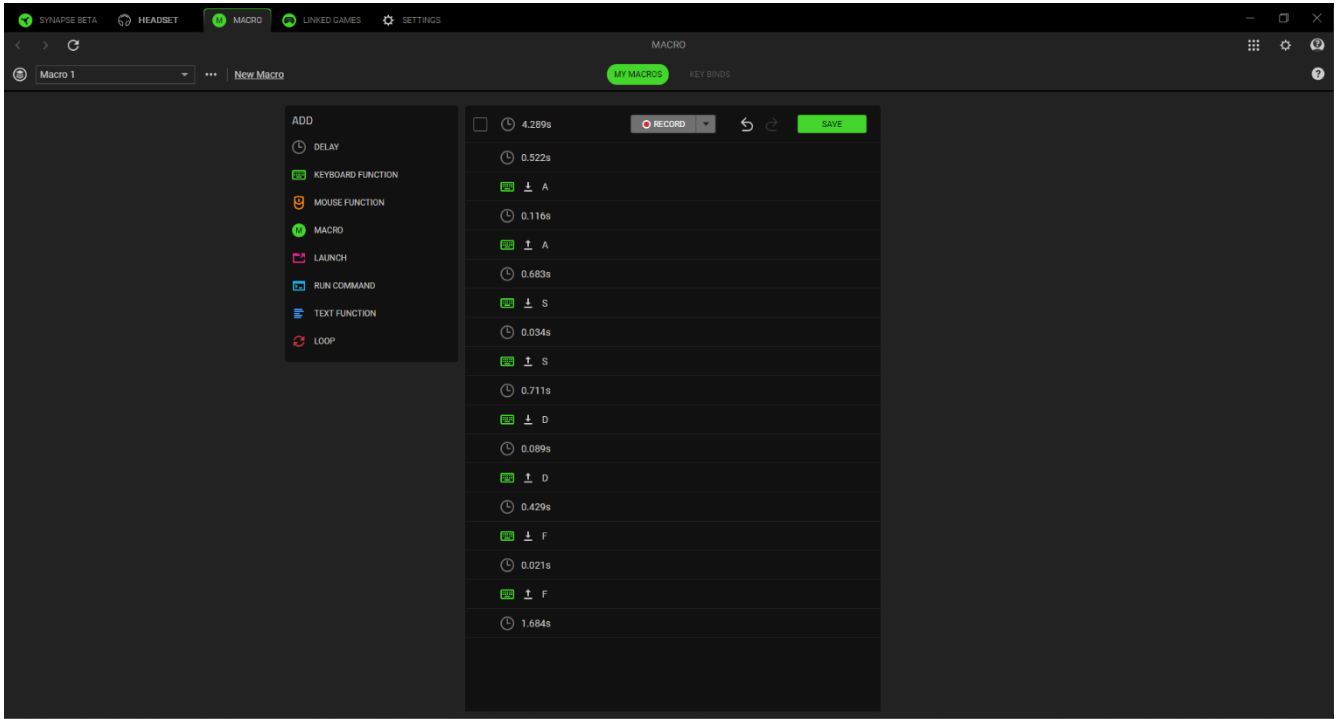 SYNAPSE BETA HEADSET M MACRO LINKED GAMES SETTINGS
MACRO
Macro 1 New Macro MY MACROS KEY BINDS
ADD
DELAY
KEYBOARD FUNCTION
MOUSE FUNCTION
M MACRO
LAUNCH
RUN COMMAND
TEXT FUNCTION
LOOP
4.289s RECORD SAVE
0.522s
A
0.116s
A
0.683s
S
0.034s
S
0.711s
D
0.089s
D
0.429s
F
0.021s
F
1.684s